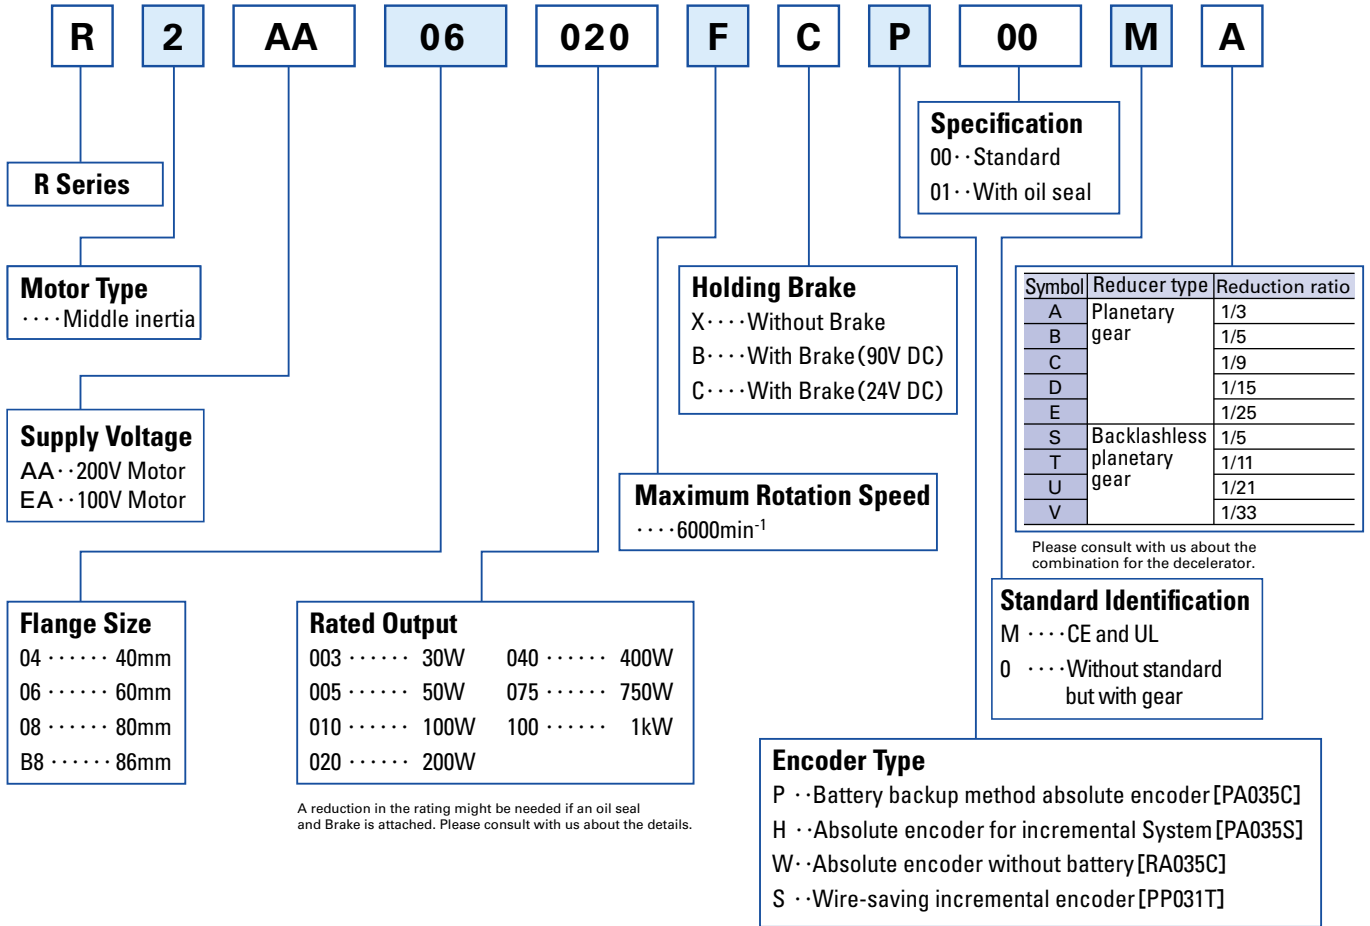 R 2 AA 06 020 F C P 00 M A
Specification
00··Standard
01··With oil seal
R Series
Motor Type
····Middle inertia
Holding Brake
X····Without Brake
B····With Brake(90V DC)
C····With Brake(24V DC)
Symbol Reducer type Reduction ratio
A Planetary 1/3
B gear 1/5
C 1/9
D 1/15
E 1/25
S Backlashless 1/5
T planetary 1/11
U gear 1/21
V 1/33
Please consult with us about the
combination for the decelerator.
Supply Voltage
AA··200V Motor
EA··100V Motor
Maximum Rotation Speed
····6000min-1
Flange Size
04 ······ 40mm
06 ······ 60mm
08 ······ 80mm
B8 ······ 86mm
Rated Output
003 ······ 30W 040 ······ 400W
005 ······ 50W 075 ······ 750W
010 ······ 100W 100 ······ 1kW
020 ······ 200W
A reduction in the rating might be needed if an oil seal
and Brake is attached. Please consult with us about the details.
Standard Identification
M ····CE and UL
0 ····Without standard
but with gear
Encoder Type
P ··Battery backup method absolute encoder[PA035C]
H ··Absolute encoder for incremental System[PA035S]
W··Absolute encoder without battery[RA035C]
S ··Wire-saving incremental encoder[PP031T]